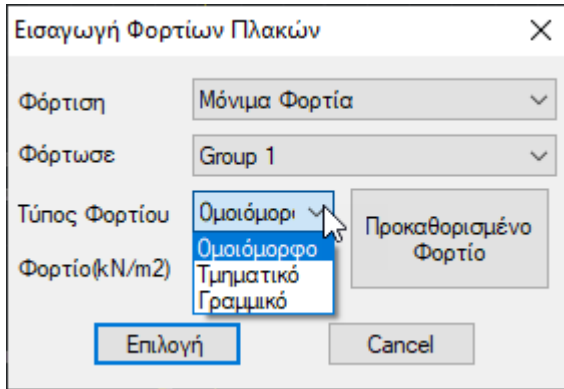 Εισαγωγή Φορτίων Πλακών
Φόρτιση
Μόνιμα Φορτία
Φόρτωσε
Group 1
Τύπος Φορτίου
Ομοιόμορ
Προκαθορισμένο
Φορτίο
Ομοιόμορφο
Τμηματικό
Γραμμικό
Φορτίο(kN/m2)
Επιλογή
Cancel